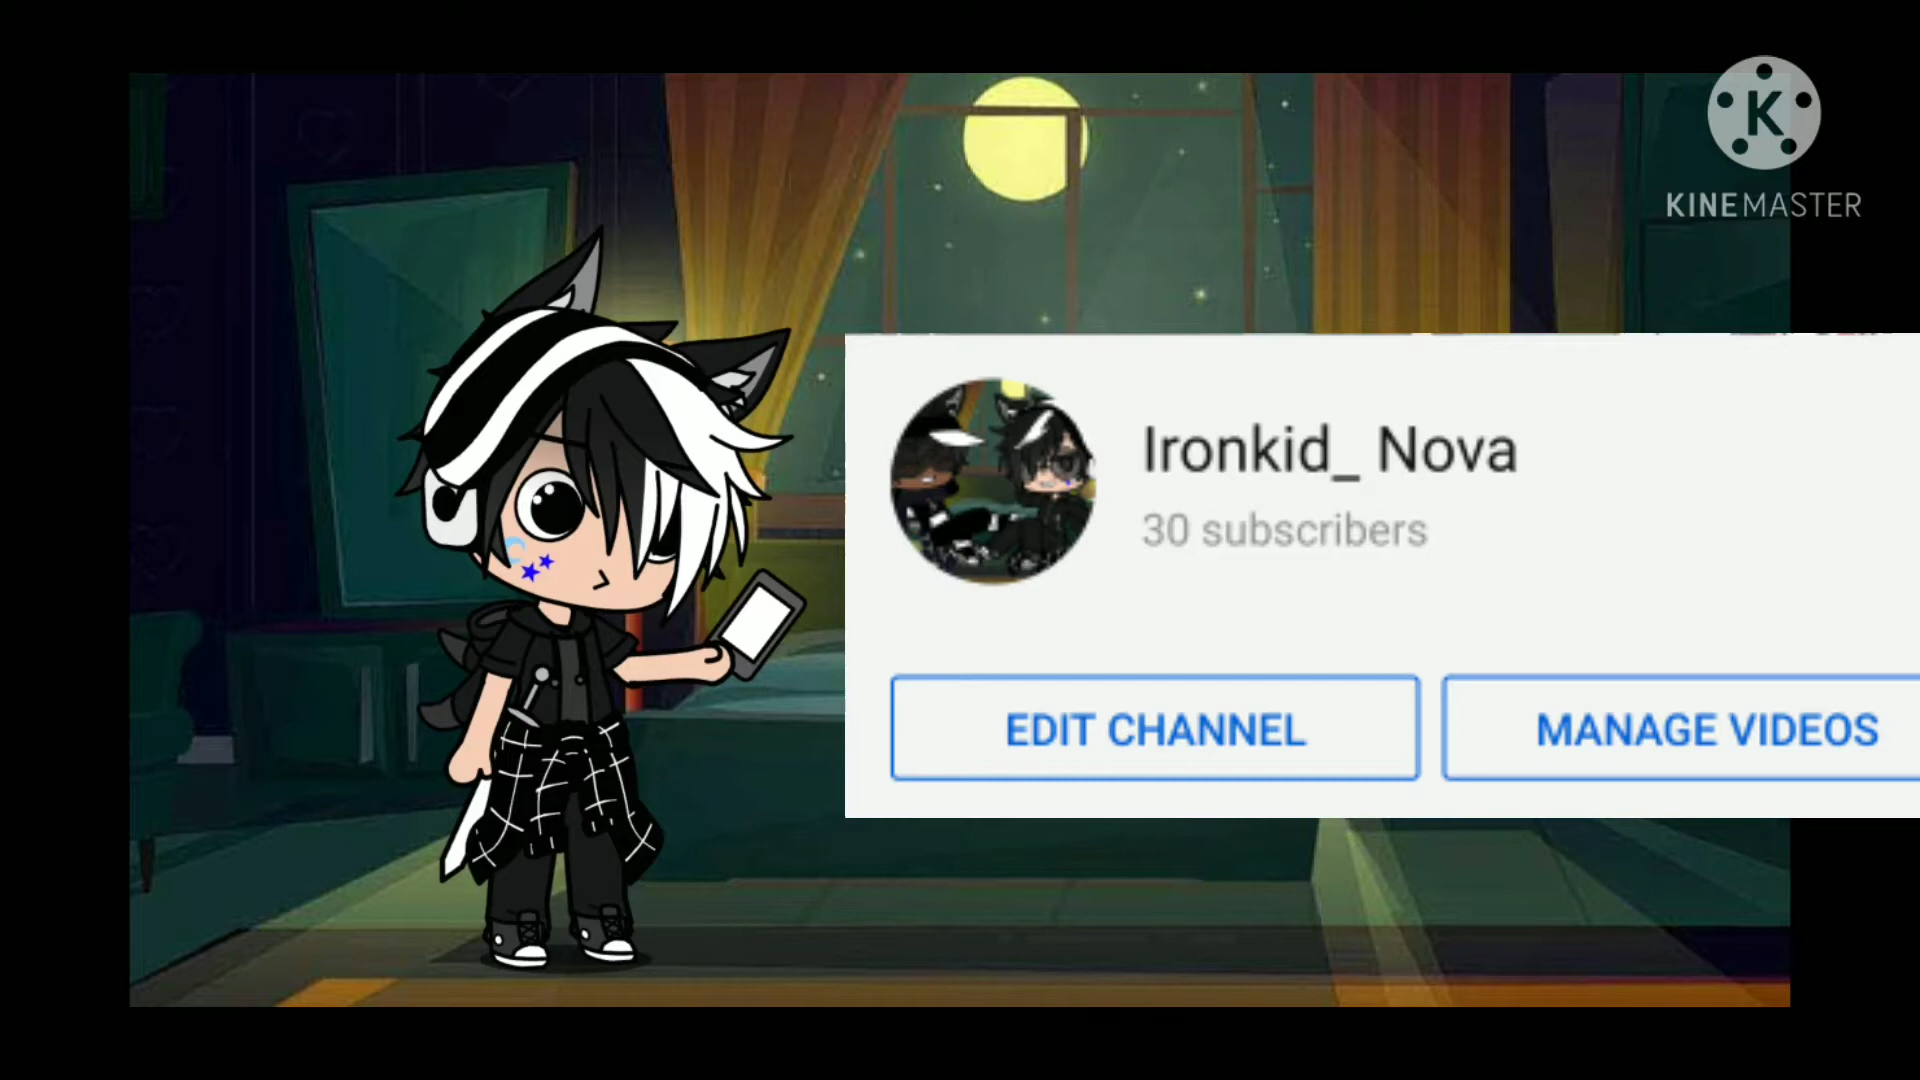 K
KINEMASTER
Ironkid_ Nova
30 subscribers
EDIT CHANNEL
MANAGE VIDEOS